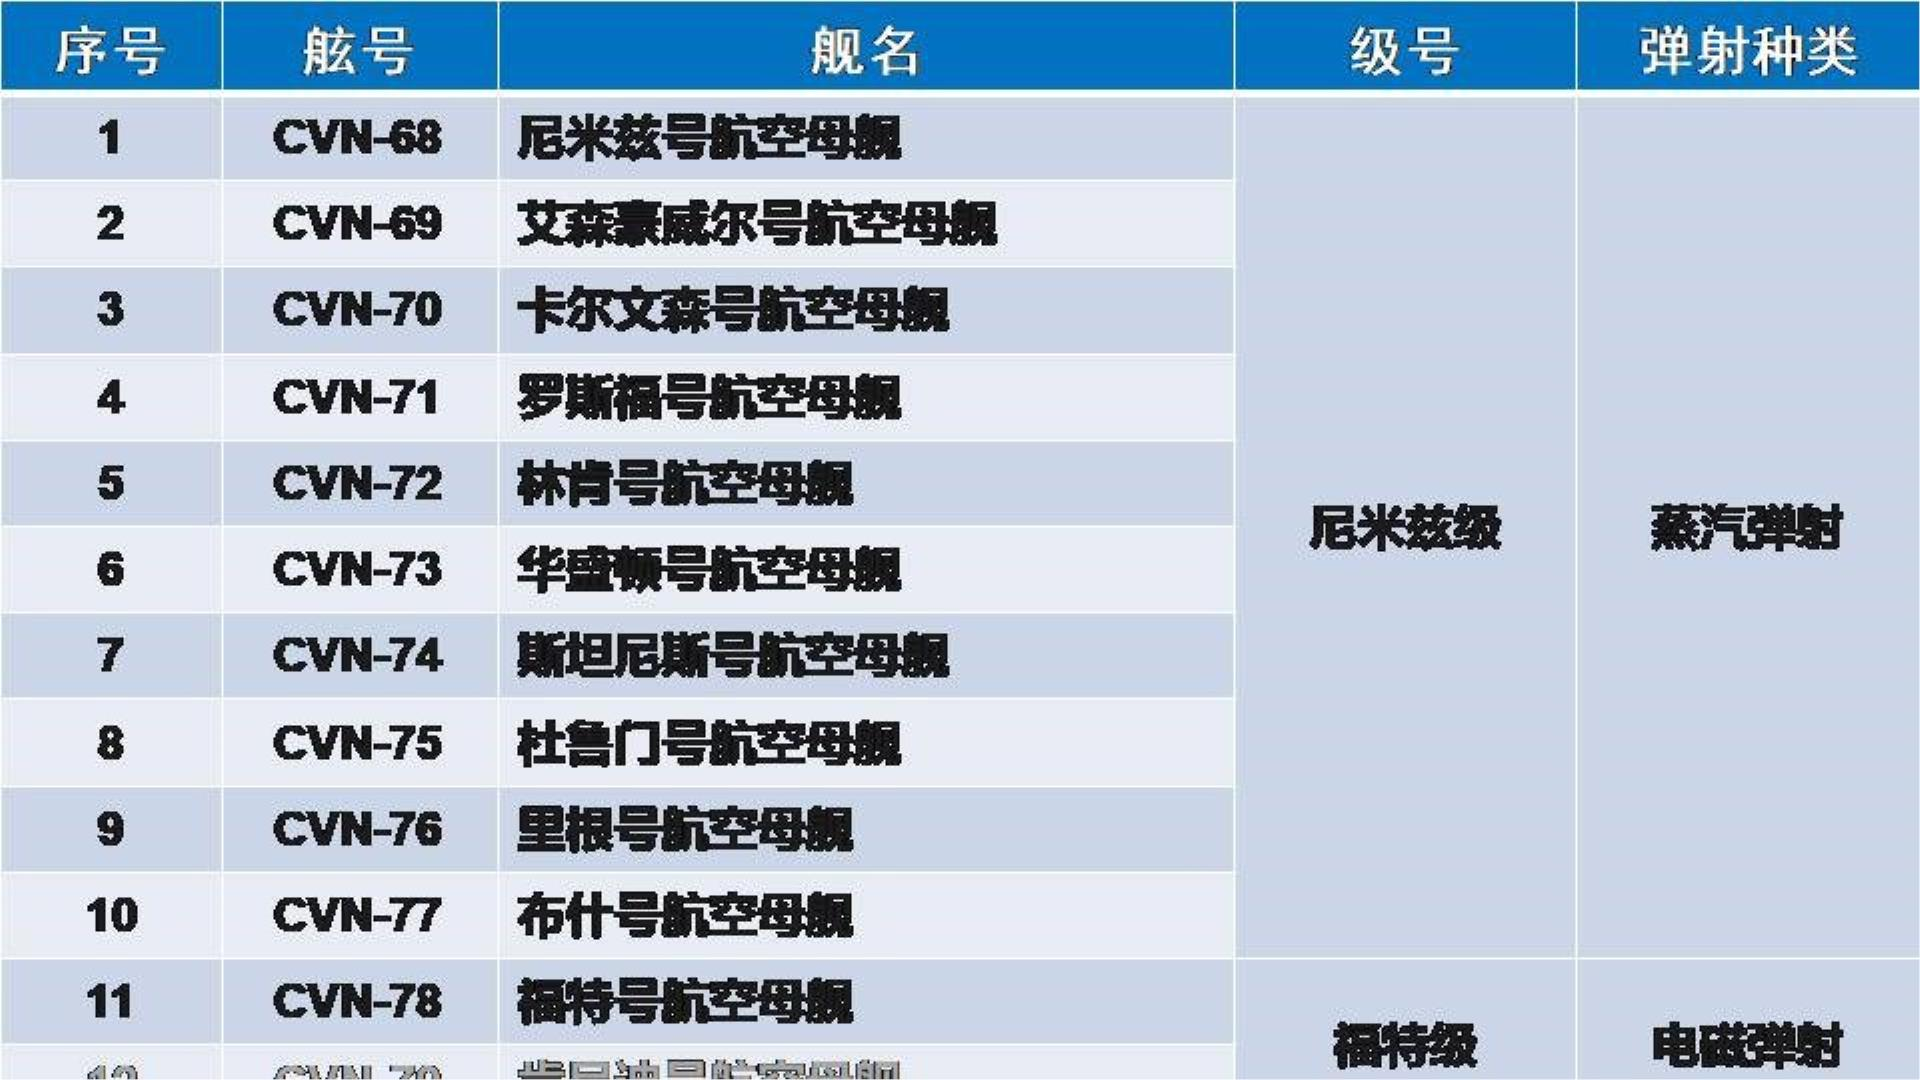 序号 舷号 舰名 级号 弹射种类
1 CVN-68 尼米兹号航空母舰
2 CVN-69 艾森豪威尔号航空母舰
3 CVN-70 卡尔文森号航空母舰
4 CVN-71 罗斯福号航空母舰
5 CVN-72 林肯号航空母舰
尼米兹级 蒸汽弹射
6 CVN-73 华盛顿号航空母舰
7 CVN-74 斯坦尼斯号航空母舰
8 CVN-75 杜鲁门号航空母舰
9 CVN-76 里根号航空母舰
10 CVN-77 布什号航空母舰
11 CVN-78 福特号航空母舰
福特级 电磁弹射